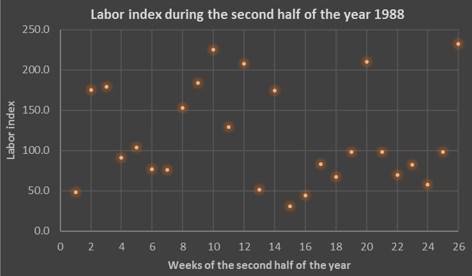 Labor index during the second half of the year 1988
250.0
200.0
150.0
100.0
50.0
0.0
Labor index
0 2 4 6 8 10 12 14 16 18 20 22 24 26
Weeks of the second half of the year